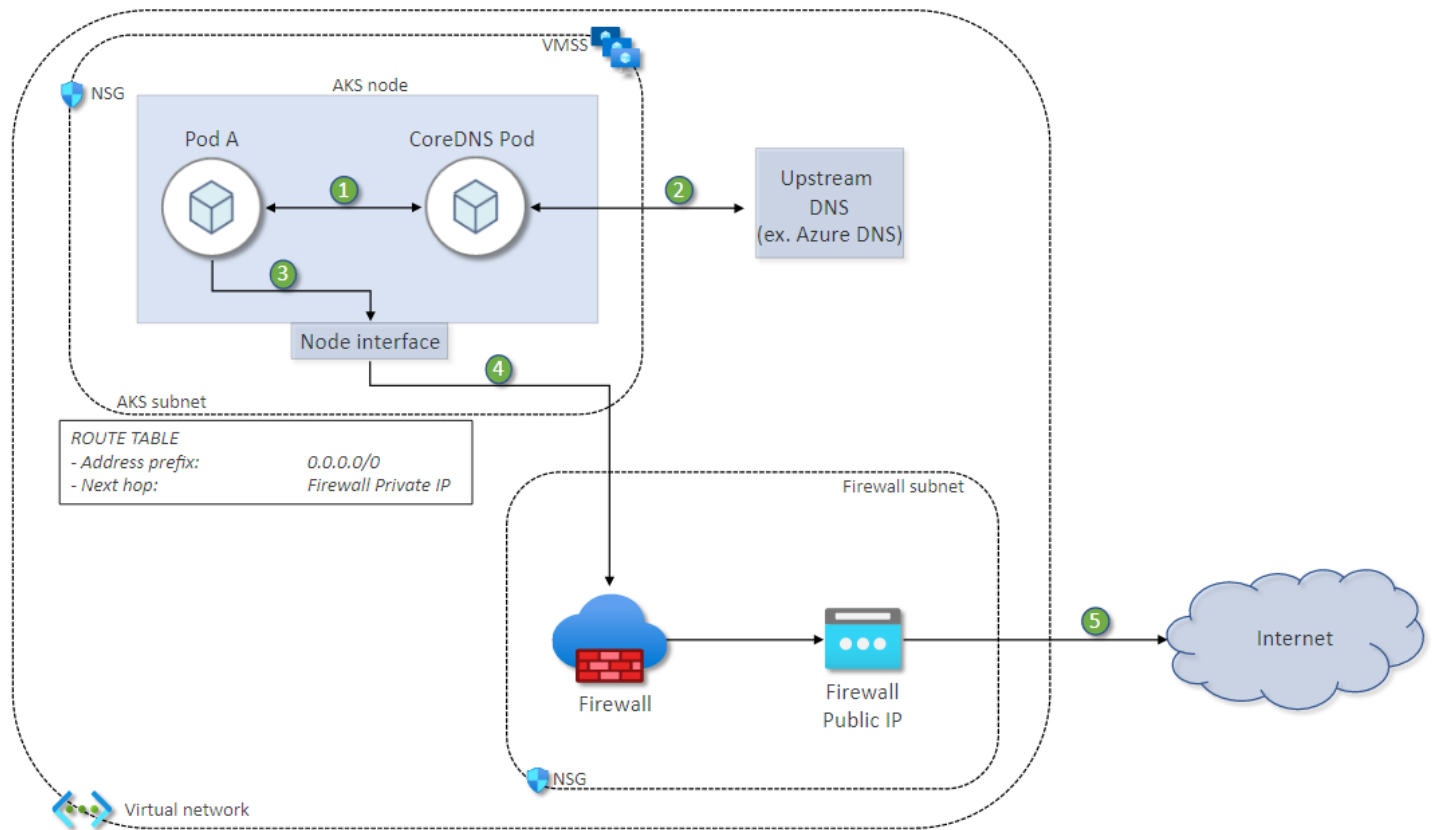 VMSS
NSG
AKS node
Pod A
CoreDNS Pod
1
2
Upstream
DNS
(ex. Azure DNS)
3
Node interface
4
AKS subnet
ROUTE TABLE
- Address prefix: 0.0.0.0/0
- Next hop: Firewall Private IP
Firewall subnet
5
Internet
Firewall
Firewall
Public IP
NSG
Virtual network